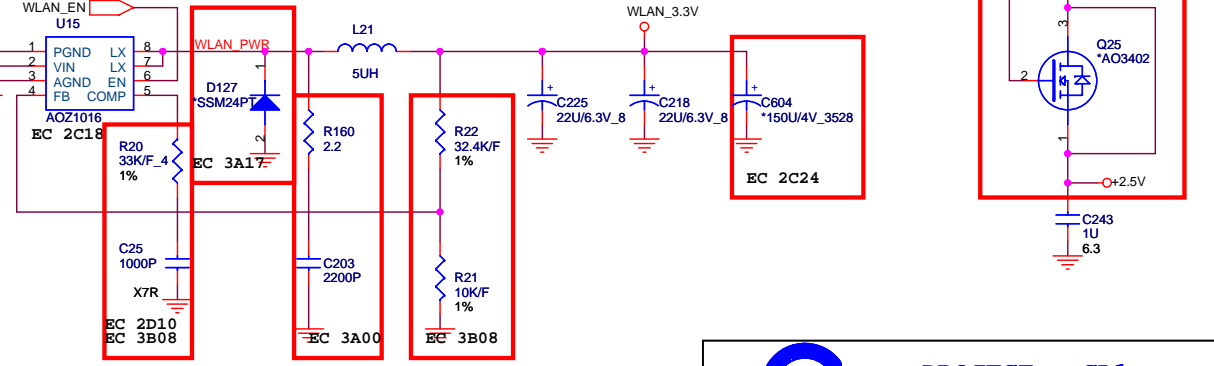 WLAN_EN
U15
1 PGND LX 8
2 VIN LX 7
3 AGND EN 6
4 FB COMP 5
AOZ1016
EC 2C18
WLAN_PWR
1
D127
*SSM24PT
2
EC 3A17
L21
5UH
R20
33K/F_4
1%
C25
1000P
X7R
EC 2D10
EC 3B08
R160
2.2
C203
2200P
EC 3A00
R22
32.4K/F
1%
R21
10K/F
1%
EC 3B08
C225
22U/6.3V_8
WLAN_3.3V
C218
22U/6.3V_8
C604
*150U/4V_3528
EC 2C24
3
Q25
*AO3402
2
1
+2.5V
C243
1U
6.3